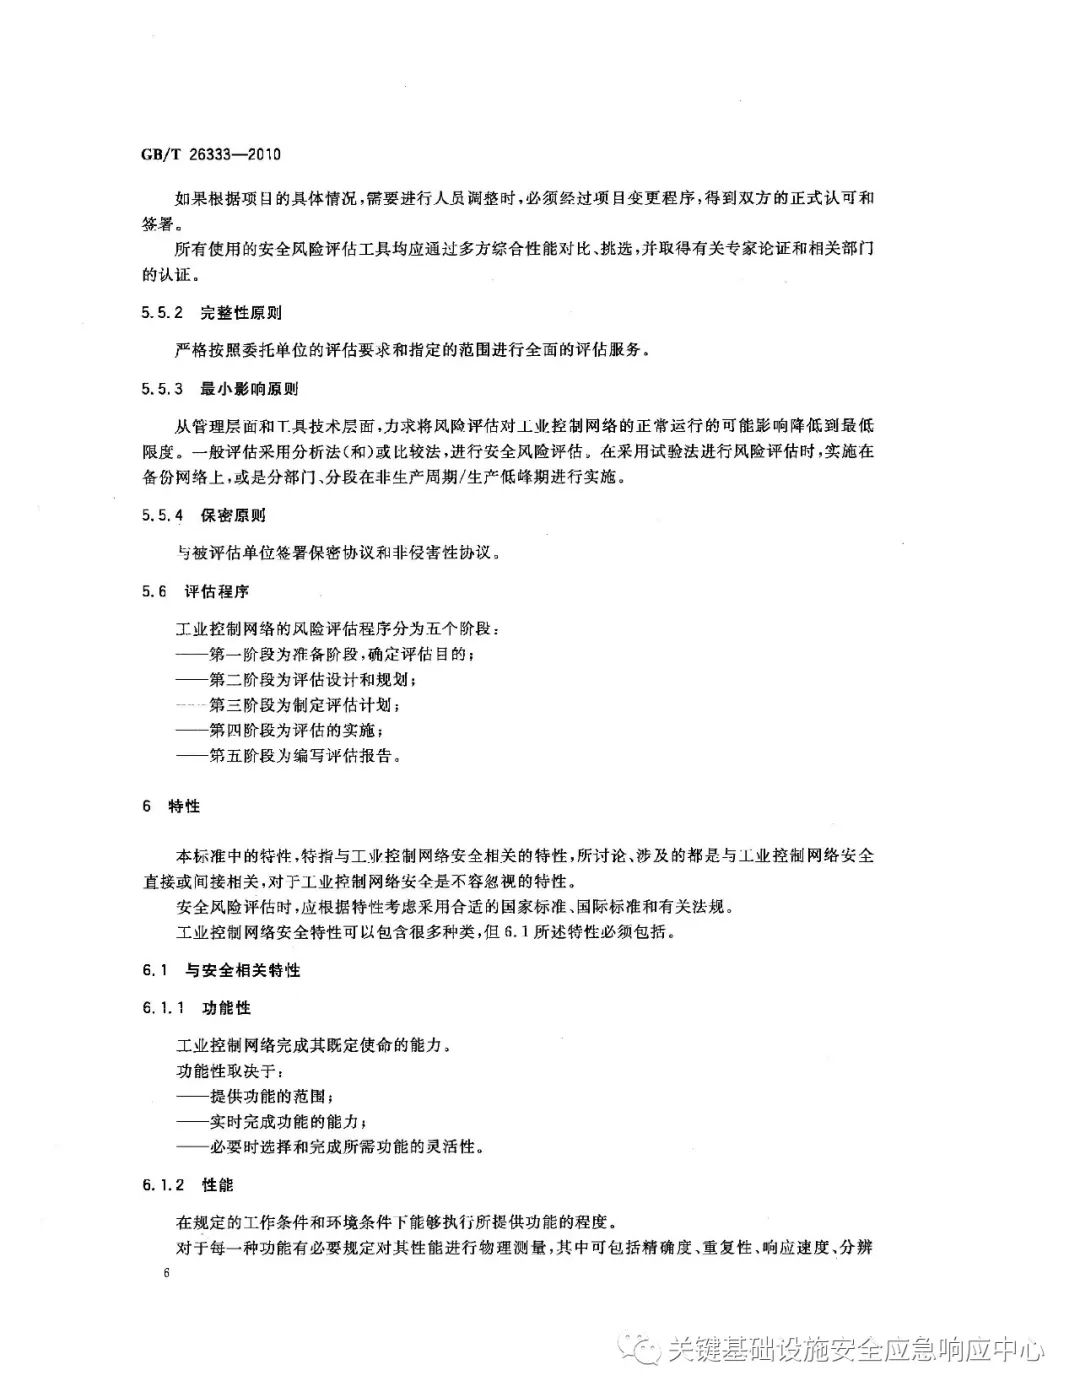 GB/T 26333—2010
如果根据项目的具体情况,需要进行人员调整时,必须经过项目变更程序,得到双方的正式认可和
签署。
所有使用的安全风险评估工具均应通过多方综合性能对比、挑选,并取得有关专家论证和相关部门
的认证。
5.5.2 完整性原则
严格按照委托单位的评估要求和指定的范围进行全面的评估服务。
5.5.3 最小影响原则
从管理层面和工具技术层面,力求将风险评估对工业控制网络的正常运行的可能影响降低到最低
限度。一般评估采用分析法(和)或比较法,进行安全风险评估。在采用试验法进行风险评估时,实施在
备份网络上,或是分部门、分段在非生产周期/生产低峰期进行实施。
5.5.4 保密原则
与被评估单位签署保密协议和非侵害性协议。
5.6 评估程序
工业控制网络的风险评估程序分为五个阶段:
——第一阶段为准备阶段,确定评估目的;
——第二阶段为评估设计和规划;
——第三阶段为制定评估计划;
——第四阶段为评估的实施;
——第五阶段为编写评估报告。
6 特性
本标准中的特性,特指与工业控制网络安全相关的特性,所讨论、涉及的都是与工业控制网络安全
直接或间接相关,对于工业控制网络安全是不容忽视的特性。
安全风险评估时,应根据特性考虑采用合适的国家标准、国际标准和有关法规。
工业控制网络安全特性可以包含很多种类,但 6.1 所述特性必须包括。
6.1 与安全相关特性
6.1.1 功能性
工业控制网络完成其既定使命的能力。
功能性取决于:
——提供功能的范围;
——实时完成功能的能力;
——必要时选择和完成所需功能的灵活性。
6.1.2 性能
在规定的工作条件和环境条件下能够执行所提供功能的程度。
对于每一种功能有必要规定对其性能进行物理测量,其中可包括精确度、重复性、响应速度、分辨
6
关键基础设施安全应急响应中心